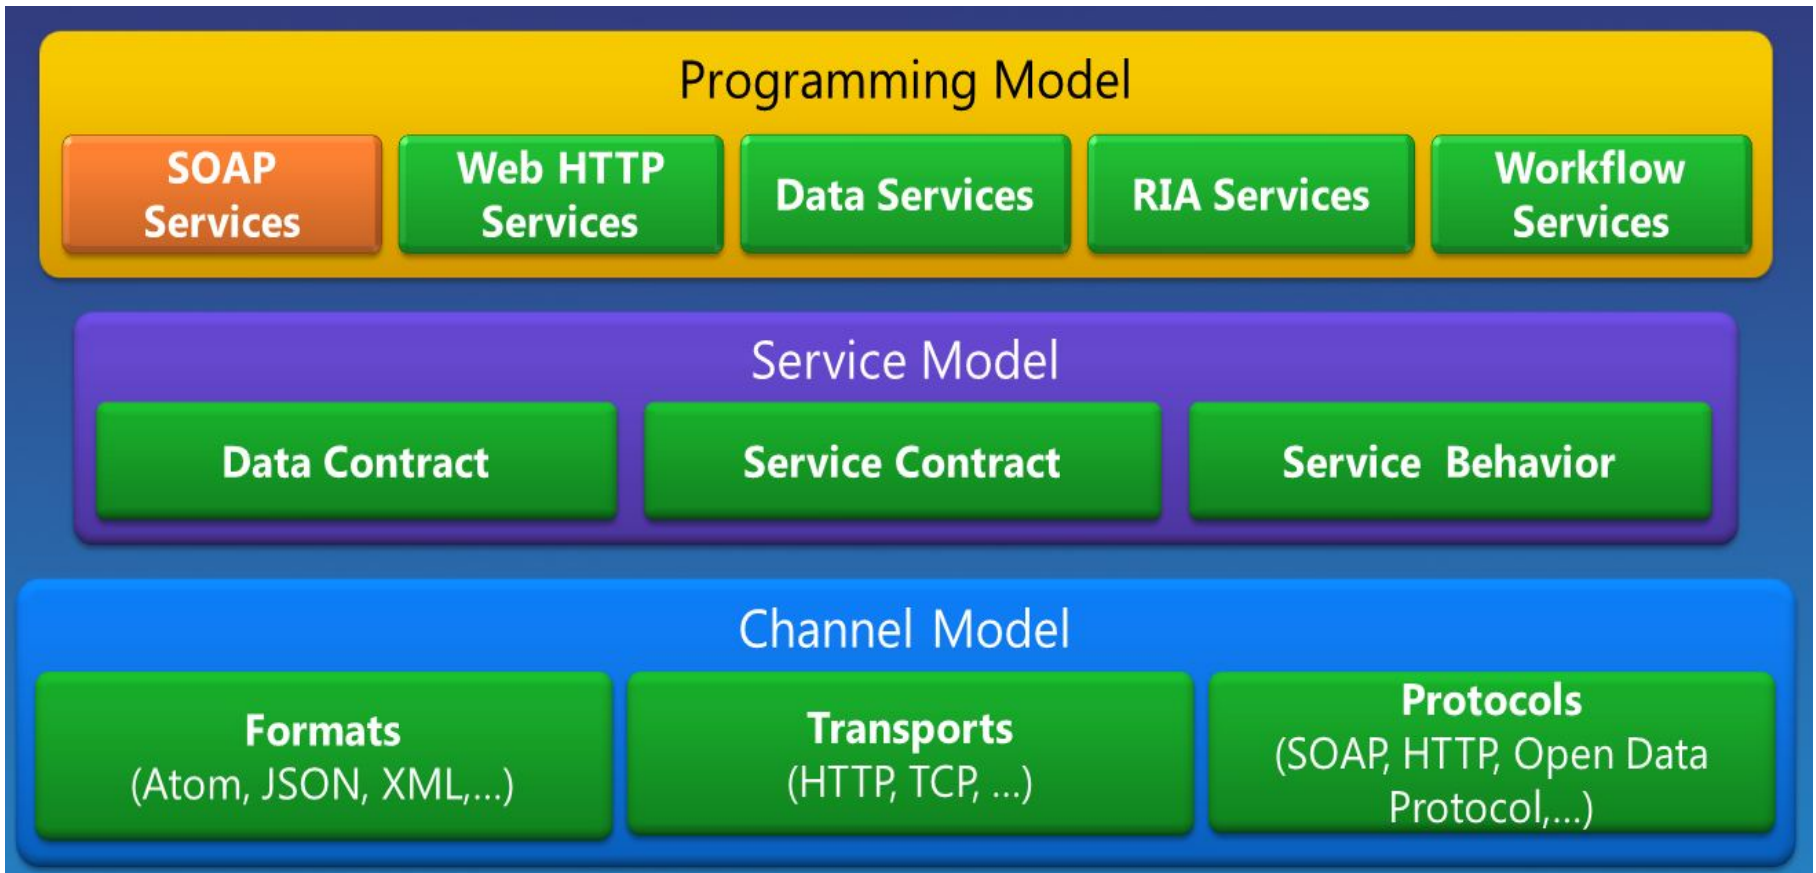 Programming Model
SOAP
Services
Web HTTP
Services
Data Services
RIA Services
Workflow
Services
Service Model
Data Contract
Service Contract
Service Behavior
Channel Model
Formats
(Atom, JSON, XML,...)
Transports
(HTTP, TCP, ...)
Protocols
(SOAP, HTTP, Open Data
Protocol,...)